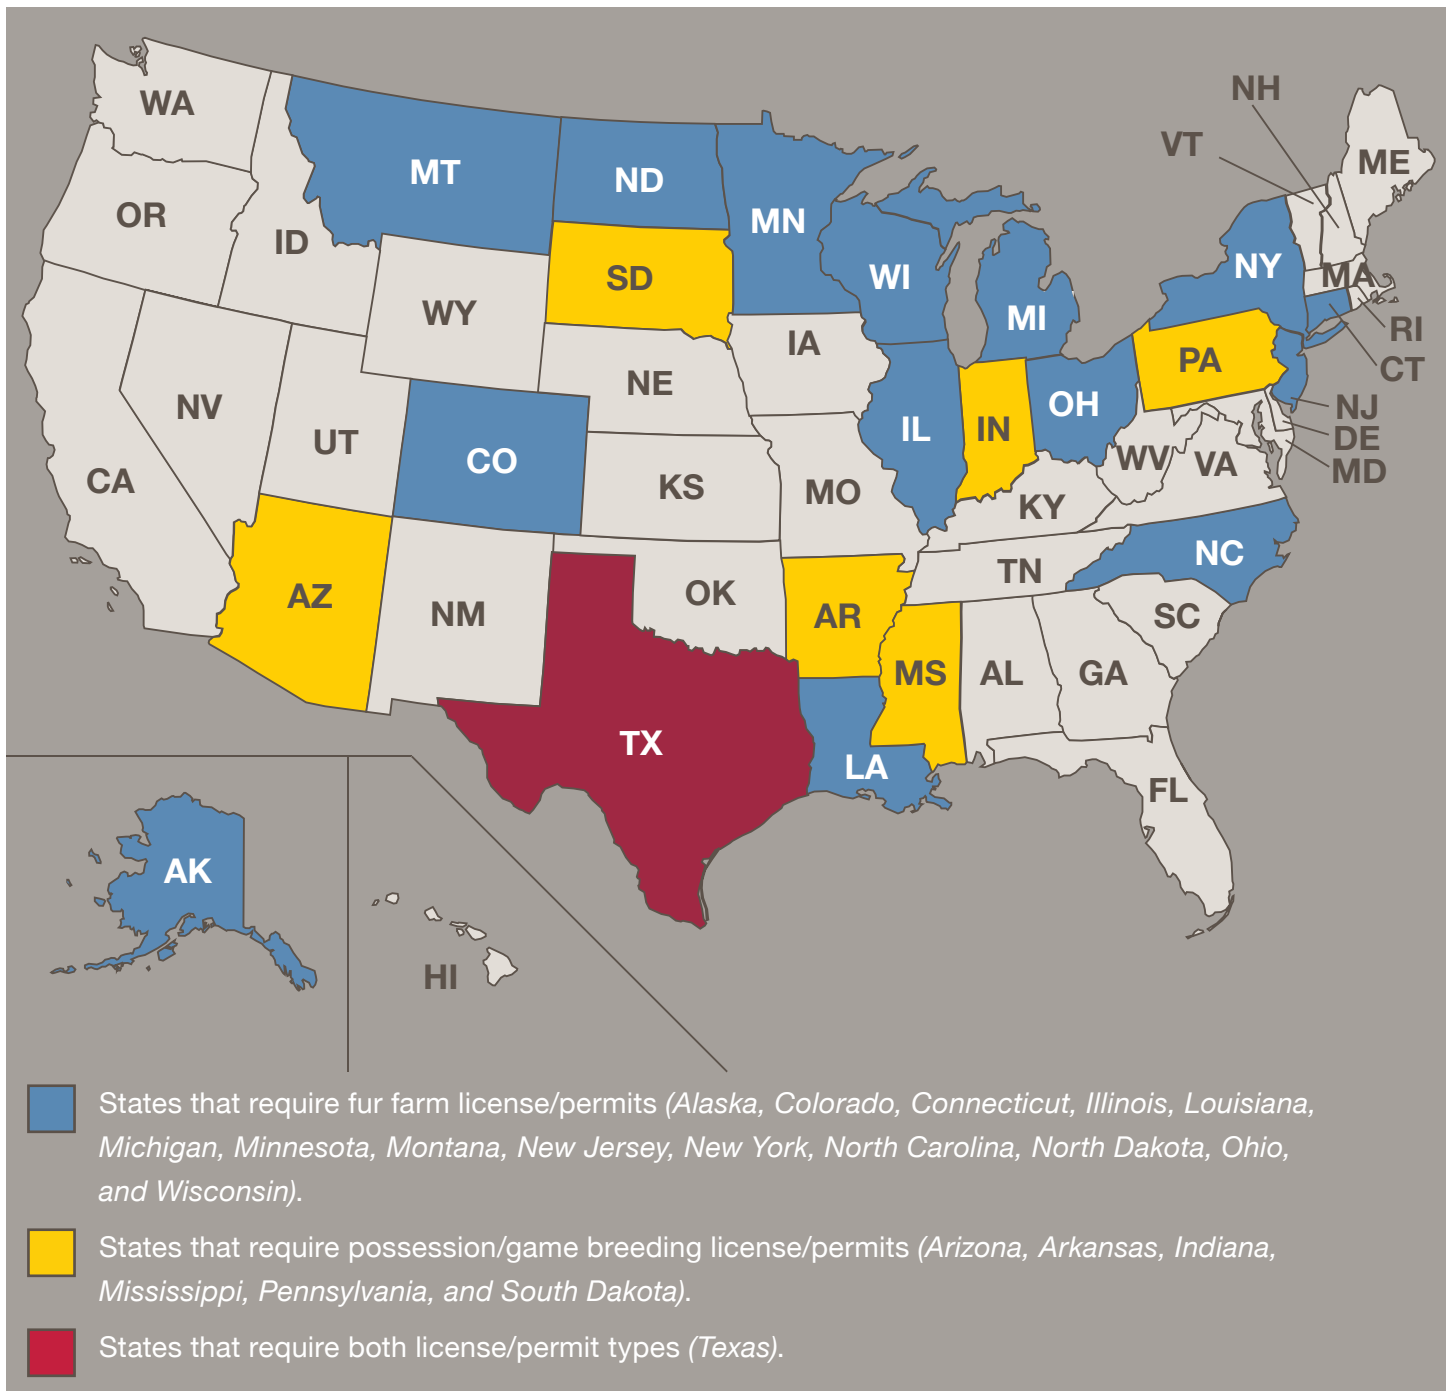 NH
VT
WA
ME
MT
ND
OR
MN
ID
NY
MA
WI
SD
WY
MI
RI
IA
PA
CT
NE
NV
OH
NJ
IL
IN
DE
UT
CO
WV
VA
MD
CA
KS
MO
KY
NC
TN
AZ
OK
NM
AR
SC
MS
AL
GA
TX
LA
FL
AK
HI
States that require fur farm license/permits (Alaska, Colorado, Connecticut, Illinois, Louisiana,
Michigan, Minnesota, Montana, New Jersey, New York, North Carolina, North Dakota, Ohio,
and Wisconsin).
States that require possession/game breeding license/permits (Arizona, Arkansas, Indiana,
Mississippi, Pennsylvania, and South Dakota).
States that require both license/permit types (Texas).